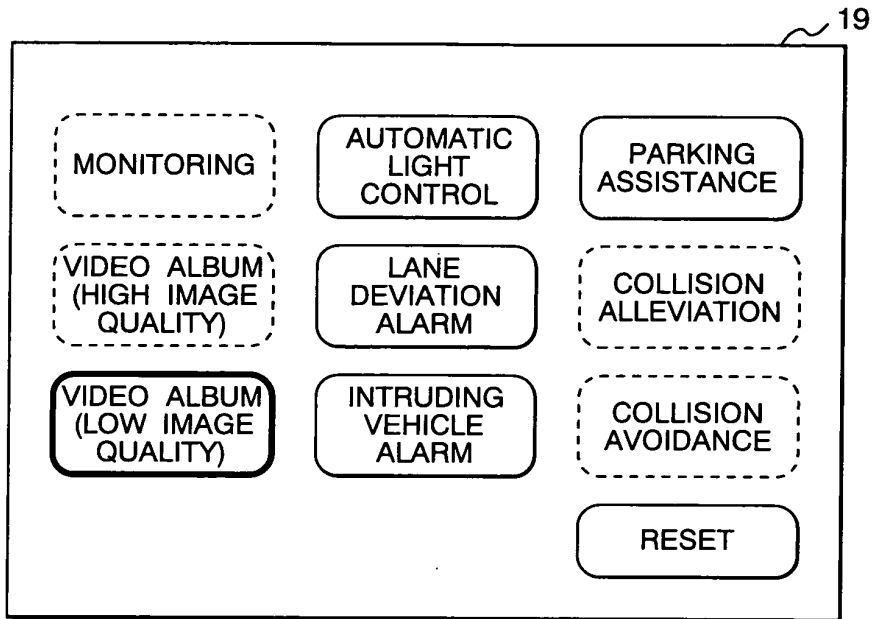 19
MONITORING
AUTOMATIC
LIGHT
CONTROL
PARKING
ASSISTANCE
VIDEO ALBUM
(HIGH IMAGE
QUALITY)
LANE
DEVIATION
ALARM
COLLISION
ALLEVIATION
VIDEO ALBUM
(LOW IMAGE
QUALITY)
INTRUDING
VEHICLE
ALARM
COLLISION
AVOIDANCE
RESET